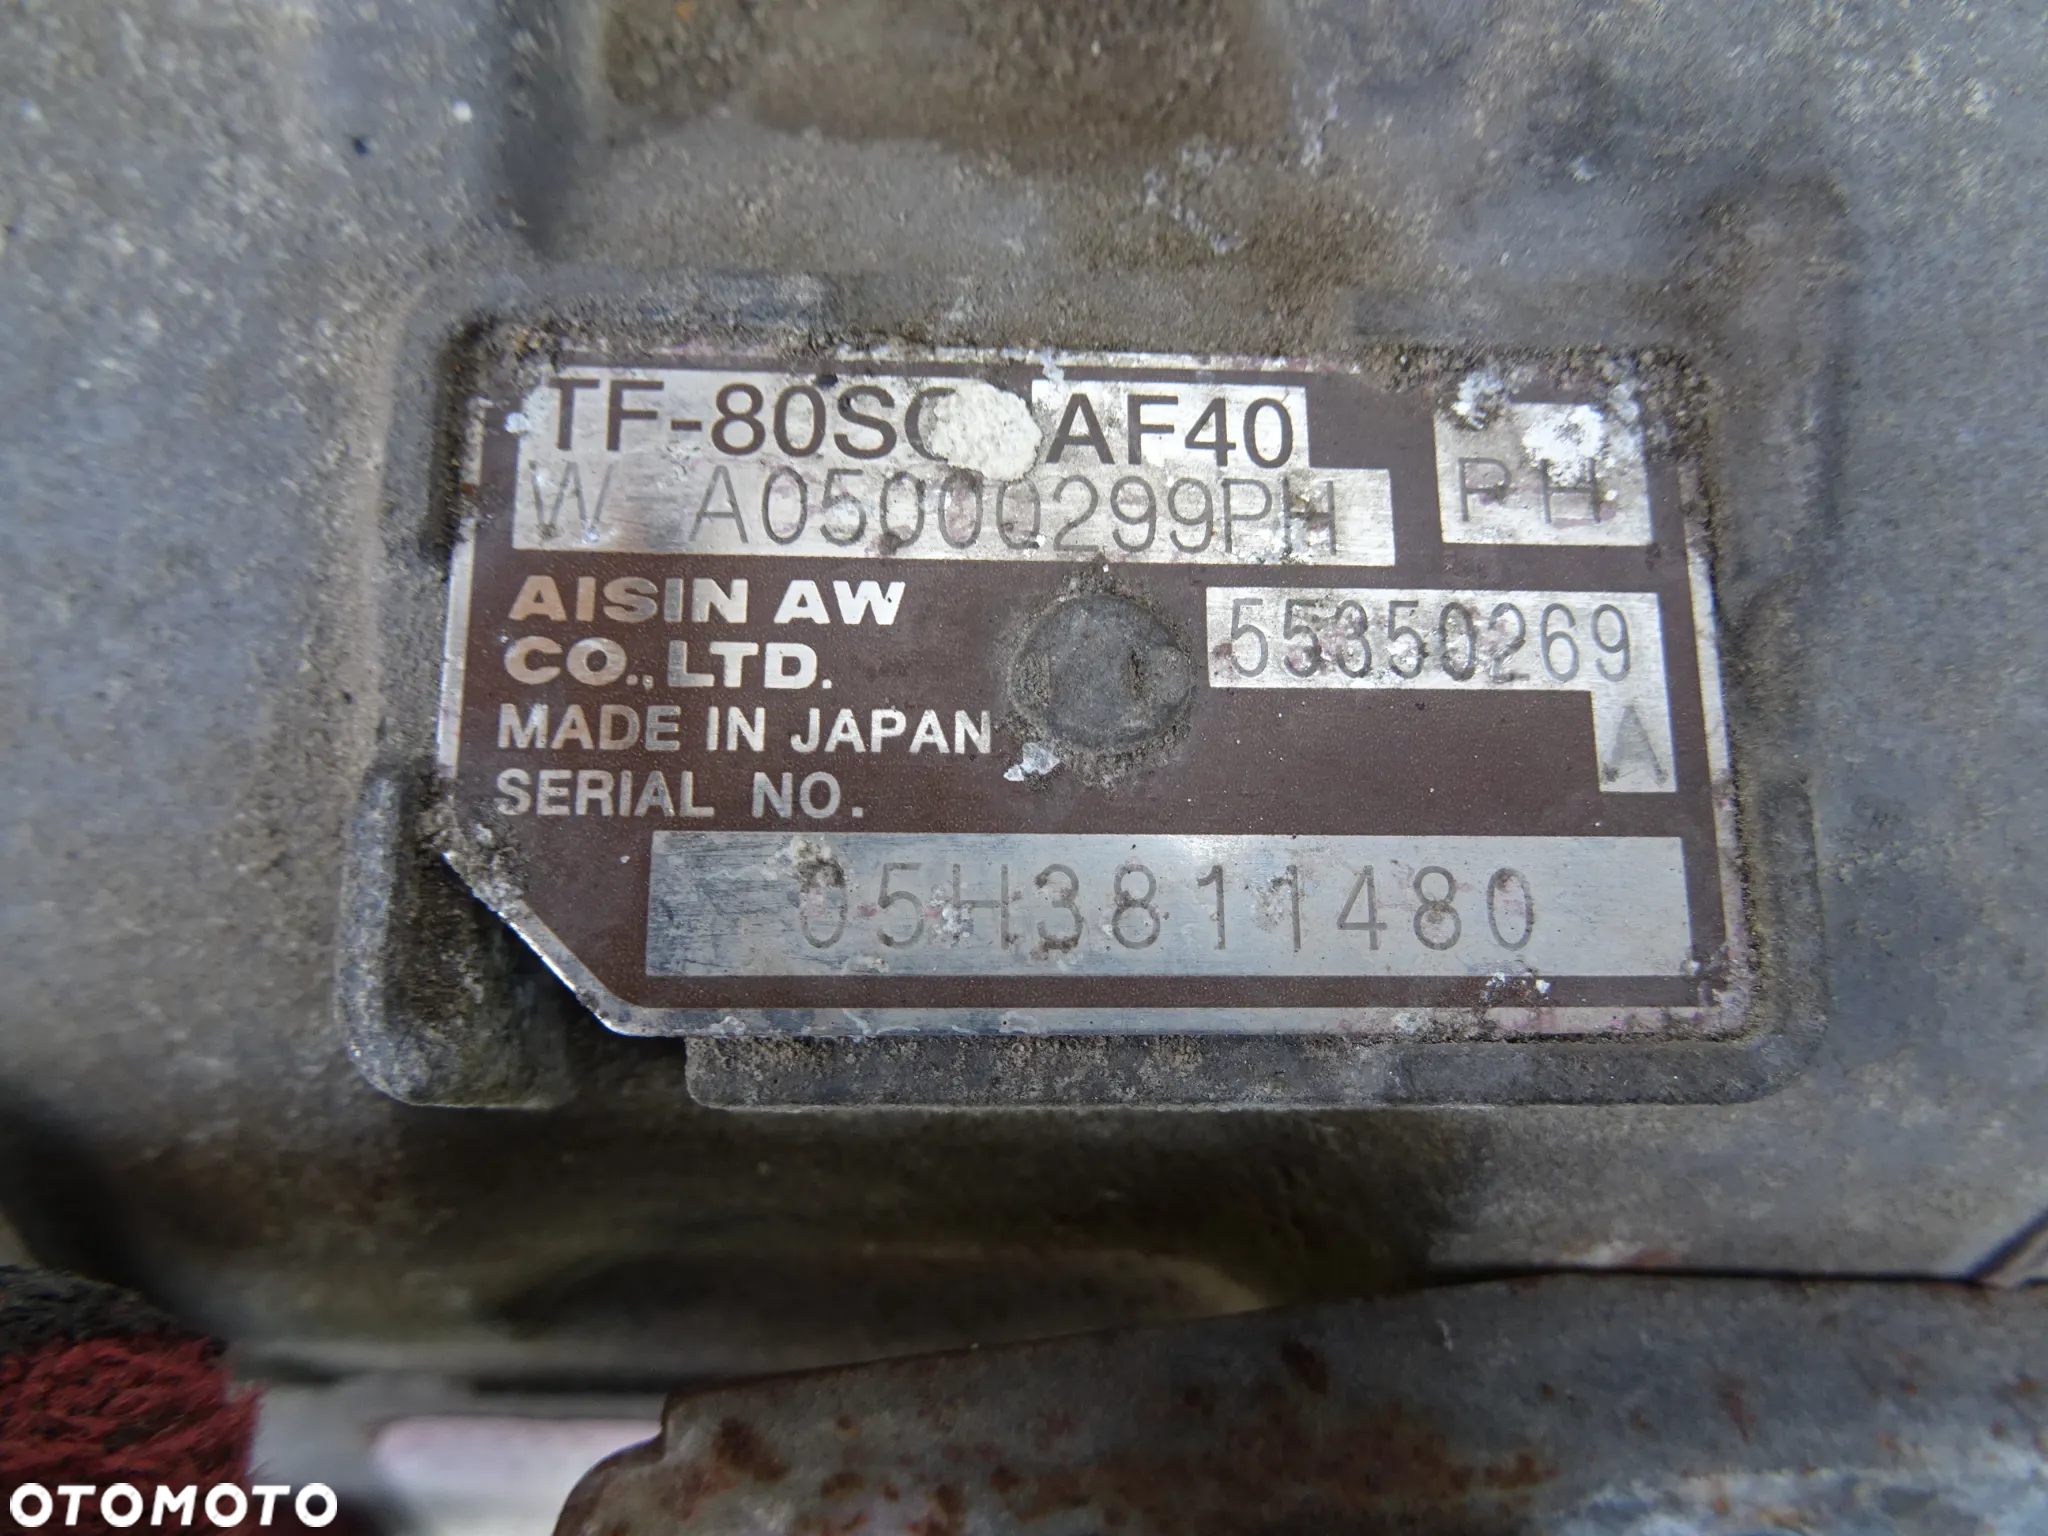 TF-80SC AF40
W A05000299PH PH
AISIN AW
CO., LTD.
55350269
MADE IN JAPAN
A
SERIAL NO.
05H3811480
OTOMOTO